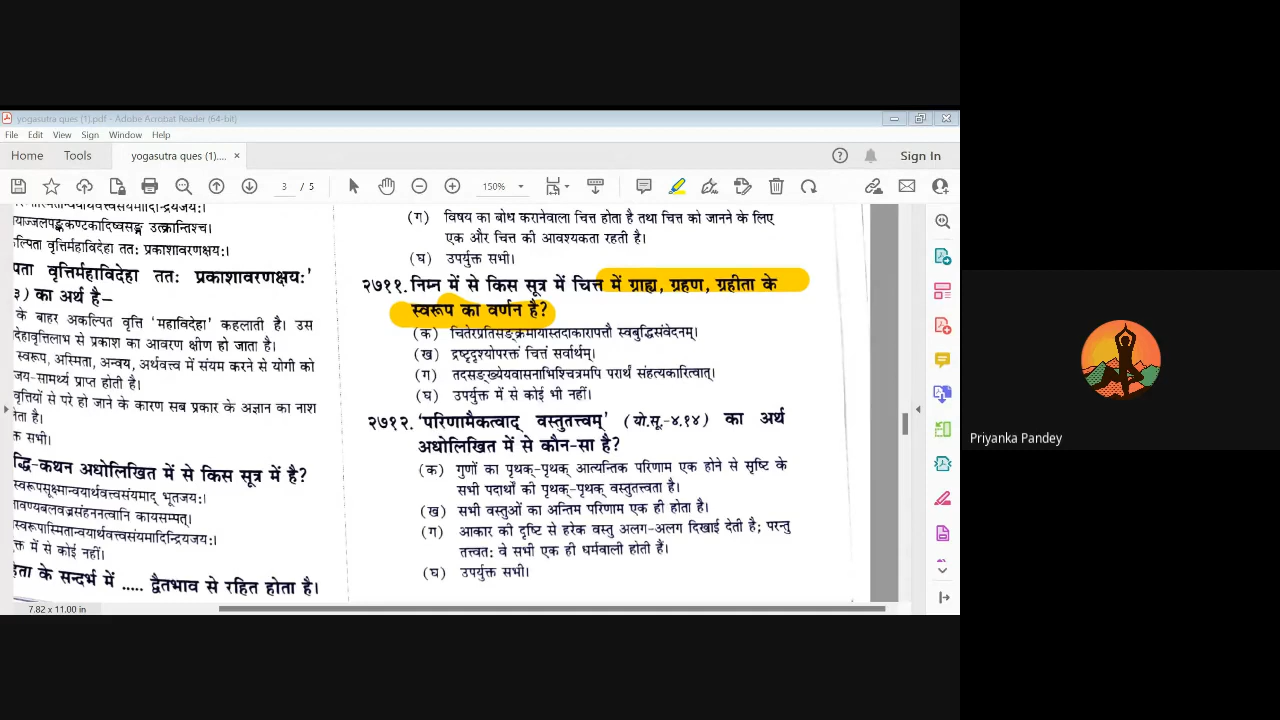 yogasutra ques (1).pdf - Adobe Acrobat Reader (64-bit)
File Edit View Sign Window Help
Home Tools yogasutra ques (1).... × Sign In
3 / 5 150%
ल्पिता वृत्तिर्महाविदेहा ततः प्रकाशावरणक्षयः।
पता वृत्तिर्महाविदेहा ततः प्रकाशावरणक्षयः'
३) का अर्थ है–
के बाहर अकल्पित वृत्ति 'महाविदेहा' कहलाती है। उस
देहावृत्तिलाभ से प्रकाश का आवरण क्षीण हो जाता है।
स्वरूप, अस्मिता, अन्वय, अर्थवत्त्व में संयम करने से योगी को
जय-सामर्थ्य प्राप्त होती है।
वृत्तियों से परे हो जाने के कारण सब प्रकार के अज्ञान का नाश
ोता है।
क्त सभी।
द्धि-कथन अधोलिखित में से किस सूत्र में है?
स्वरूपसूक्ष्मान्वयार्थवत्त्वसंयमाद् भूतजयः।
ावण्यबलवज्रसंहननत्वानि कायसम्पत्।
स्वरूपास्मितान्वयार्थवत्त्वसंयमादिन्द्रियजयः।
क्त में से कोई नहीं।
हता के सन्दर्भ में ..... द्वैतभाव से रहित होता है।
(ग) विषय का बोध करानेवाला चित्त होता है तथा चित्त को जानने के लिए
एक और चित्त की आवश्यकता रहती है।
(घ) उपर्युक्त सभी।
२७११. निम्न में से किस सूत्र में चित्त में ग्राह्य, ग्रहण, ग्रहीता के
स्वरूप का वर्णन है?
(क) चितेरप्रतिसङ्क्रमायास्तदाकारापत्तौ स्वबुद्धिसंवेदनम्।
(ख) द्रष्टृदृश्योपरक्तं चित्तं सर्वार्थम्।
(ग) तदसङ्ख्येयवासनाभिश्चित्रमपि परार्थं संहत्यकारित्वात्।
(घ) उपर्युक्त में से कोई भी नहीं।
२७१२. 'परिणामैकत्वाद् वस्तुतत्त्वम्' (यो.सू.-४.१४) का अर्थ
अधोलिखित में से कौन-सा है?
(क) गुणों का पृथक्-पृथक् आत्यन्तिक परिणाम एक होने से सृष्टि के
सभी पदार्थों की पृथक्-पृथक् वस्तुतत्त्वता है।
(ख) सभी वस्तुओं का अन्तिम परिणाम एक ही होता है।
(ग) आकार की दृष्टि से हरेक वस्तु अलग-अलग दिखाई देती है; परन्तु
तत्त्वतः वे सभी एक ही धर्मवाली होती हैं।
(घ) उपर्युक्त सभी।
7.82 x 11.00 in
Priyanka Pandey